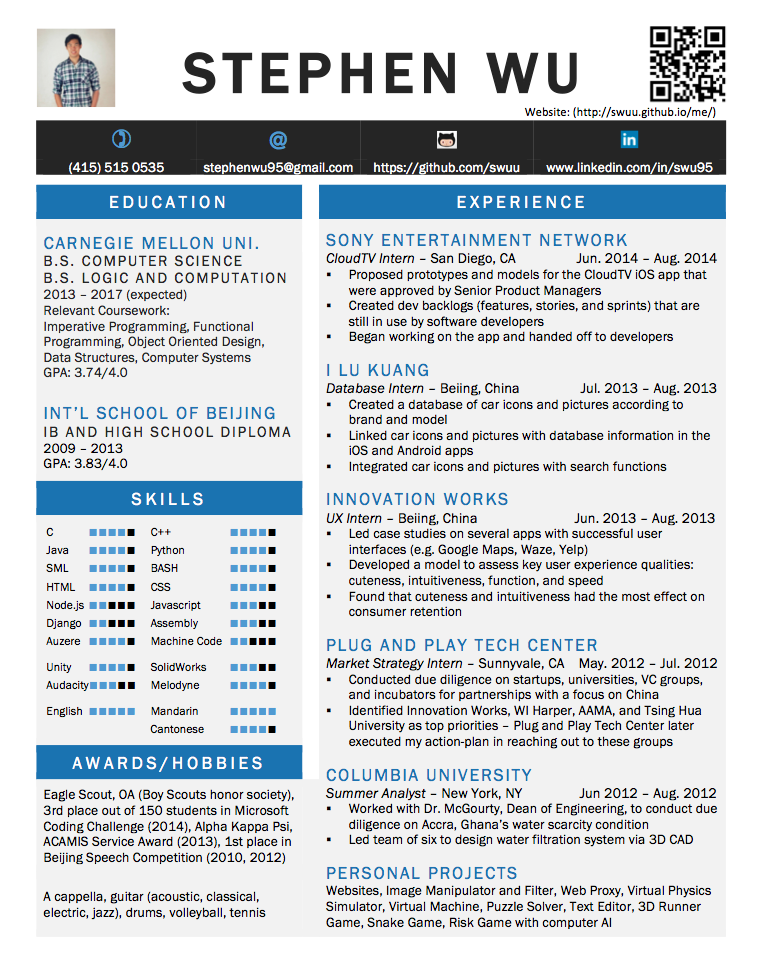 STEPHEN WU
Website: (http://swuu.github.io/me/)
(415) 515 0535
@
stephenwu95@gmail.com
https://github.com/swuu
in
www.linkedin.com/in/swu95
EDUCATION
CARNEGIE MELLON UNI.
B.S. COMPUTER SCIENCE
B.S. LOGIC AND COMPUTATION
2013 – 2017 (expected)
Relevant Coursework:
Imperative Programming, Functional
Programming, Object Oriented Design,
Data Structures, Computer Systems
GPA: 3.74/4.0
INT'L SCHOOL OF BEIJING
IB AND HIGH SCHOOL DIPLOMA
2009 – 2013
GPA: 3.83/4.0
SKILLS
C C++
Java Python
SML BASH
HTML CSS
Node.js Javascript
Django Assembly
Auzere Machine Code
Unity SolidWorks
Audacity Melodyne
English Mandarin
Cantonese
AWARDS/HOBBIES
Eagle Scout, OA (Boy Scouts honor society),
3rd place out of 150 students in Microsoft
Coding Challenge (2014), Alpha Kappa Psi,
ACAMIS Service Award (2013), 1st place in
Beijing Speech Competition (2010, 2012)
A cappella, guitar (acoustic, classical,
electric, jazz), drums, volleyball, tennis
EXPERIENCE
SONY ENTERTAINMENT NETWORK
CloudTV Intern – San Diego, CA Jun. 2014 – Aug. 2014
▪ Proposed prototypes and models for the CloudTV iOS app that
were approved by Senior Product Managers
▪ Created dev backlogs (features, stories, and sprints) that are
still in use by software developers
▪ Began working on the app and handed off to developers
I LU KUANG
Database Intern – Beiing, China Jul. 2013 – Aug. 2013
▪ Created a database of car icons and pictures according to
brand and model
▪ Linked car icons and pictures with database information in the
iOS and Android apps
▪ Integrated car icons and pictures with search functions
INNOVATION WORKS
UX Intern – Beiing, China Jun. 2013 – Aug. 2013
▪ Led case studies on several apps with successful user
interfaces (e.g. Google Maps, Waze, Yelp)
▪ Developed a model to assess key user experience qualities:
cuteness, intuitiveness, function, and speed
▪ Found that cuteness and intuitiveness had the most effect on
consumer retention
PLUG AND PLAY TECH CENTER
Market Strategy Intern – Sunnyvale, CA May. 2012 – Jul. 2012
▪ Conducted due diligence on startups, universities, VC groups,
and incubators for partnerships with a focus on China
▪ Identified Innovation Works, WI Harper, AAMA, and Tsing Hua
University as top priorities – Plug and Play Tech Center later
executed my action-plan in reaching out to these groups
COLUMBIA UNIVERSITY
Summer Analyst – New York, NY Jun 2012 – Aug. 2012
▪ Worked with Dr. McGourty, Dean of Engineering, to conduct due
diligence on Accra, Ghana's water scarcity condition
▪ Led team of six to design water filtration system via 3D CAD
PERSONAL PROJECTS
Websites, Image Manipulator and Filter, Web Proxy, Virtual Physics
Simulator, Virtual Machine, Puzzle Solver, Text Editor, 3D Runner
Game, Snake Game, Risk Game with computer AI